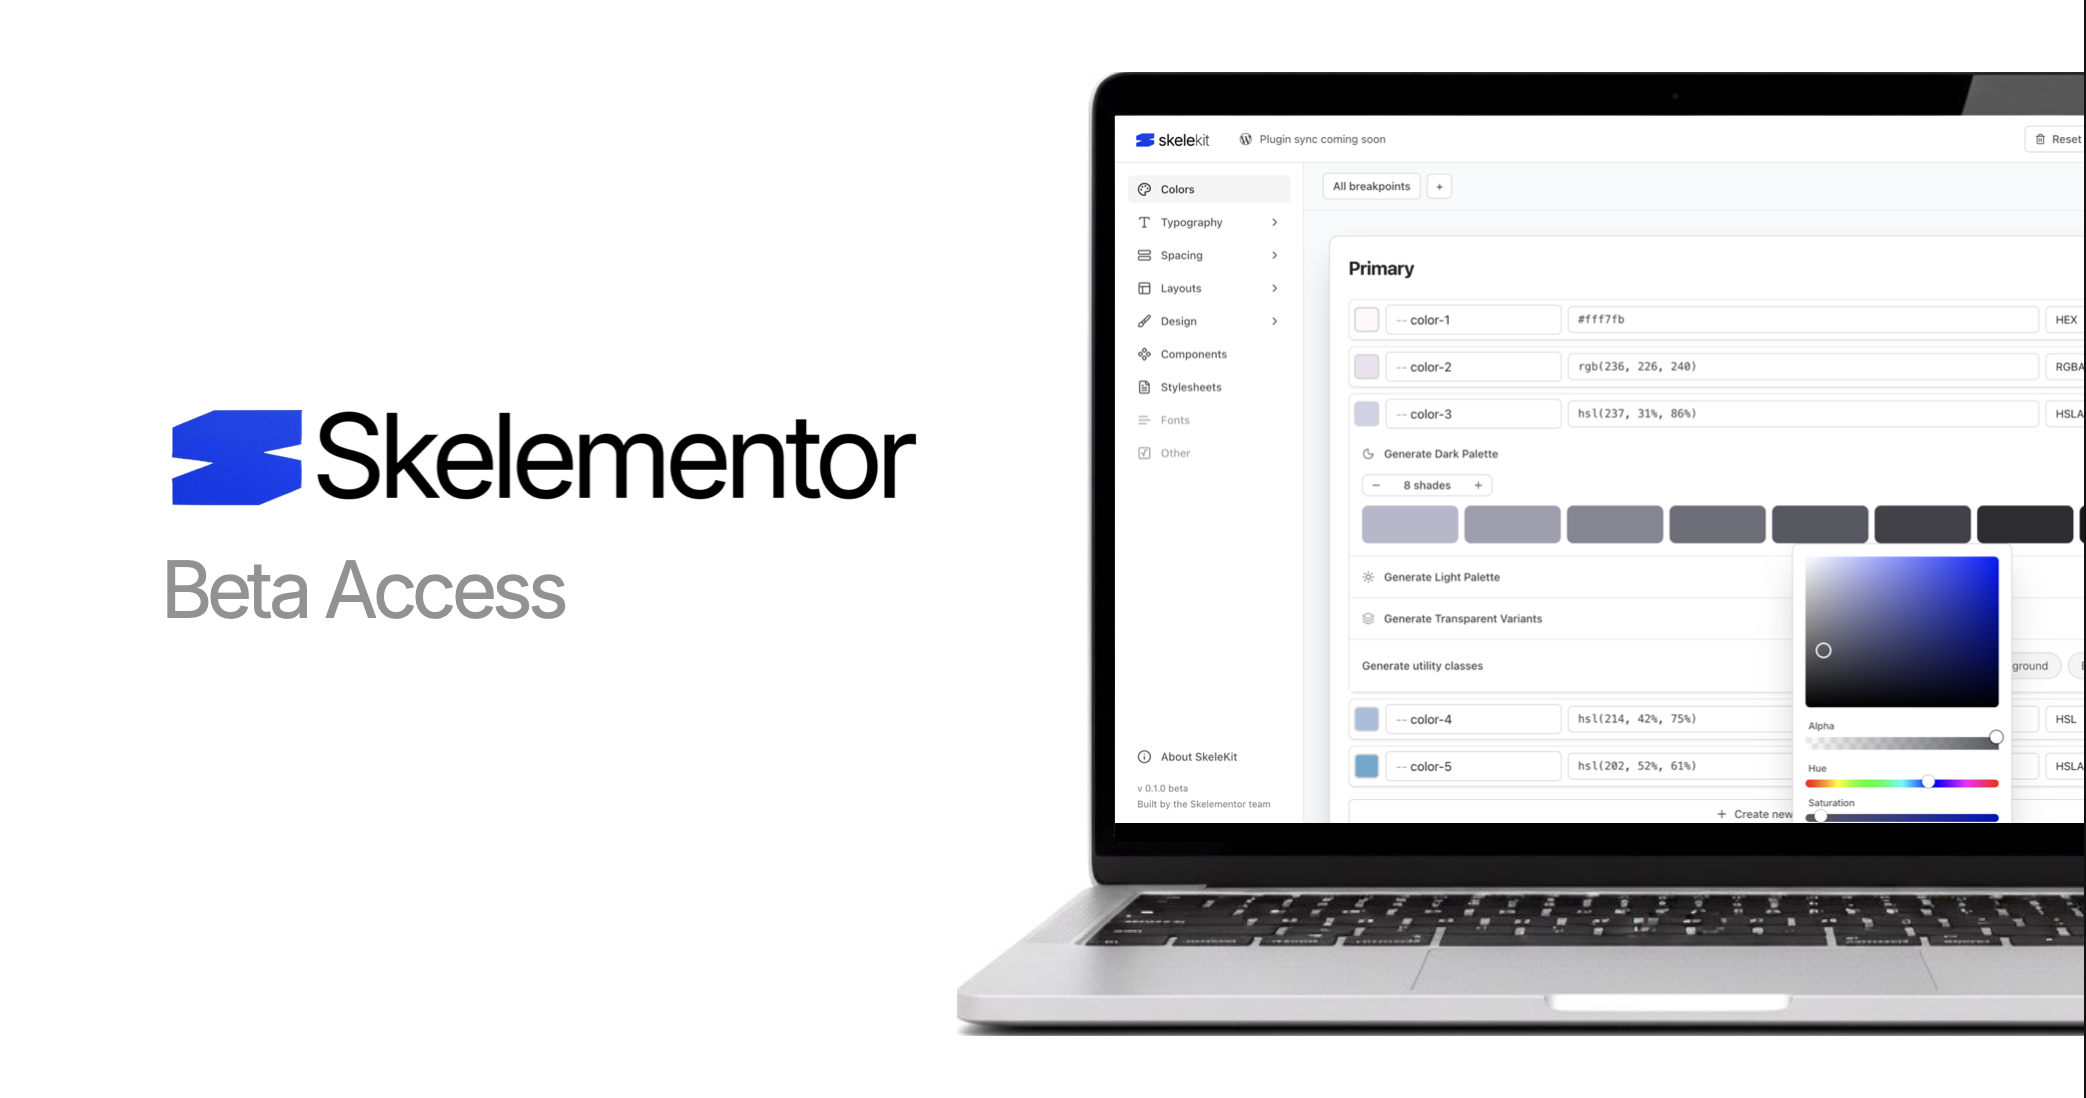 Skelementor
Beta Access
skelekit
Plugin sync coming soon
Reset
Colors
Typography
Spacing
Layouts
Design
Components
Stylesheets
Fonts
Other
About SkeleKit
v 0.1.0 beta
Built by the Skelementor team
All breakpoints +
Primary
-- color-1 #fff7fb HEX
-- color-2 rgb(236, 226, 240) RGBA
-- color-3 hsl(237, 31%, 86%) HSLA
Generate Dark Palette
− 8 shades +
Generate Light Palette
Generate Transparent Variants
Generate utility classes
ground
-- color-4 hsl(214, 42%, 75%) HSL
-- color-5 hsl(202, 52%, 61%) HSLA
+ Create new
Alpha
Hue
Saturation